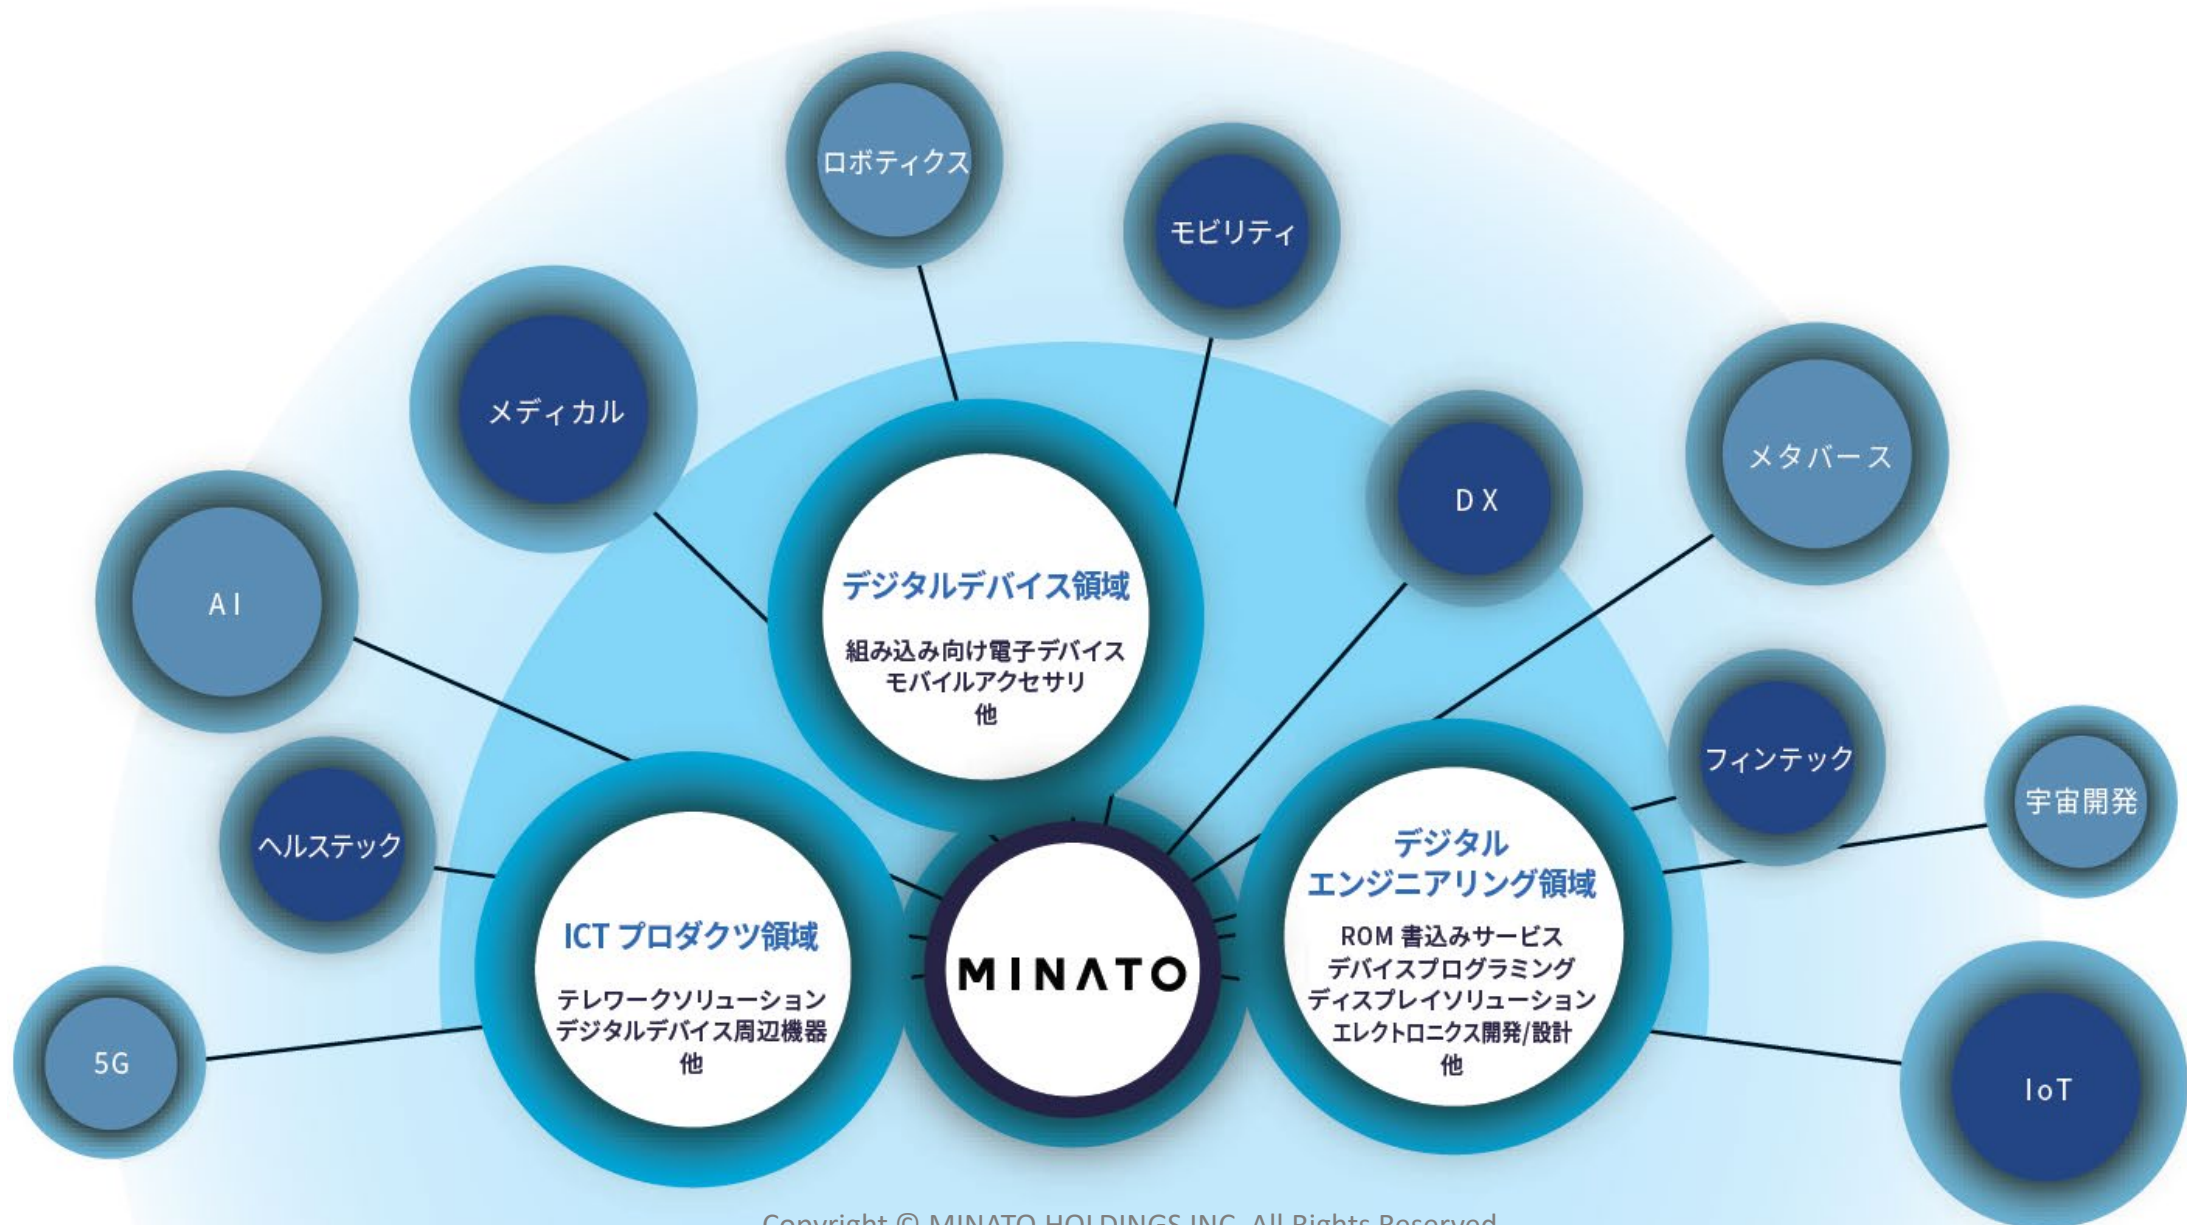 ロボティクス
モビリティ
メディカル
メタバース
DX
AI
デジタルデバイス領域
組み込み向け電子デバイス
モバイルアクセサリ
他
フィンテック
宇宙開発
ヘルステック
デジタル
エンジニアリング領域
ROM 書込みサービス
デバイスプログラミング
ディスプレイソリューション
エレクトロニクス開発/設計
他
ICT プロダクツ領域
テレワークソリューション
デジタルデバイス周辺機器
他
MINATO
5G
IoT
Copyright © MINATO HOLDINGS INC. All Rights Reserved